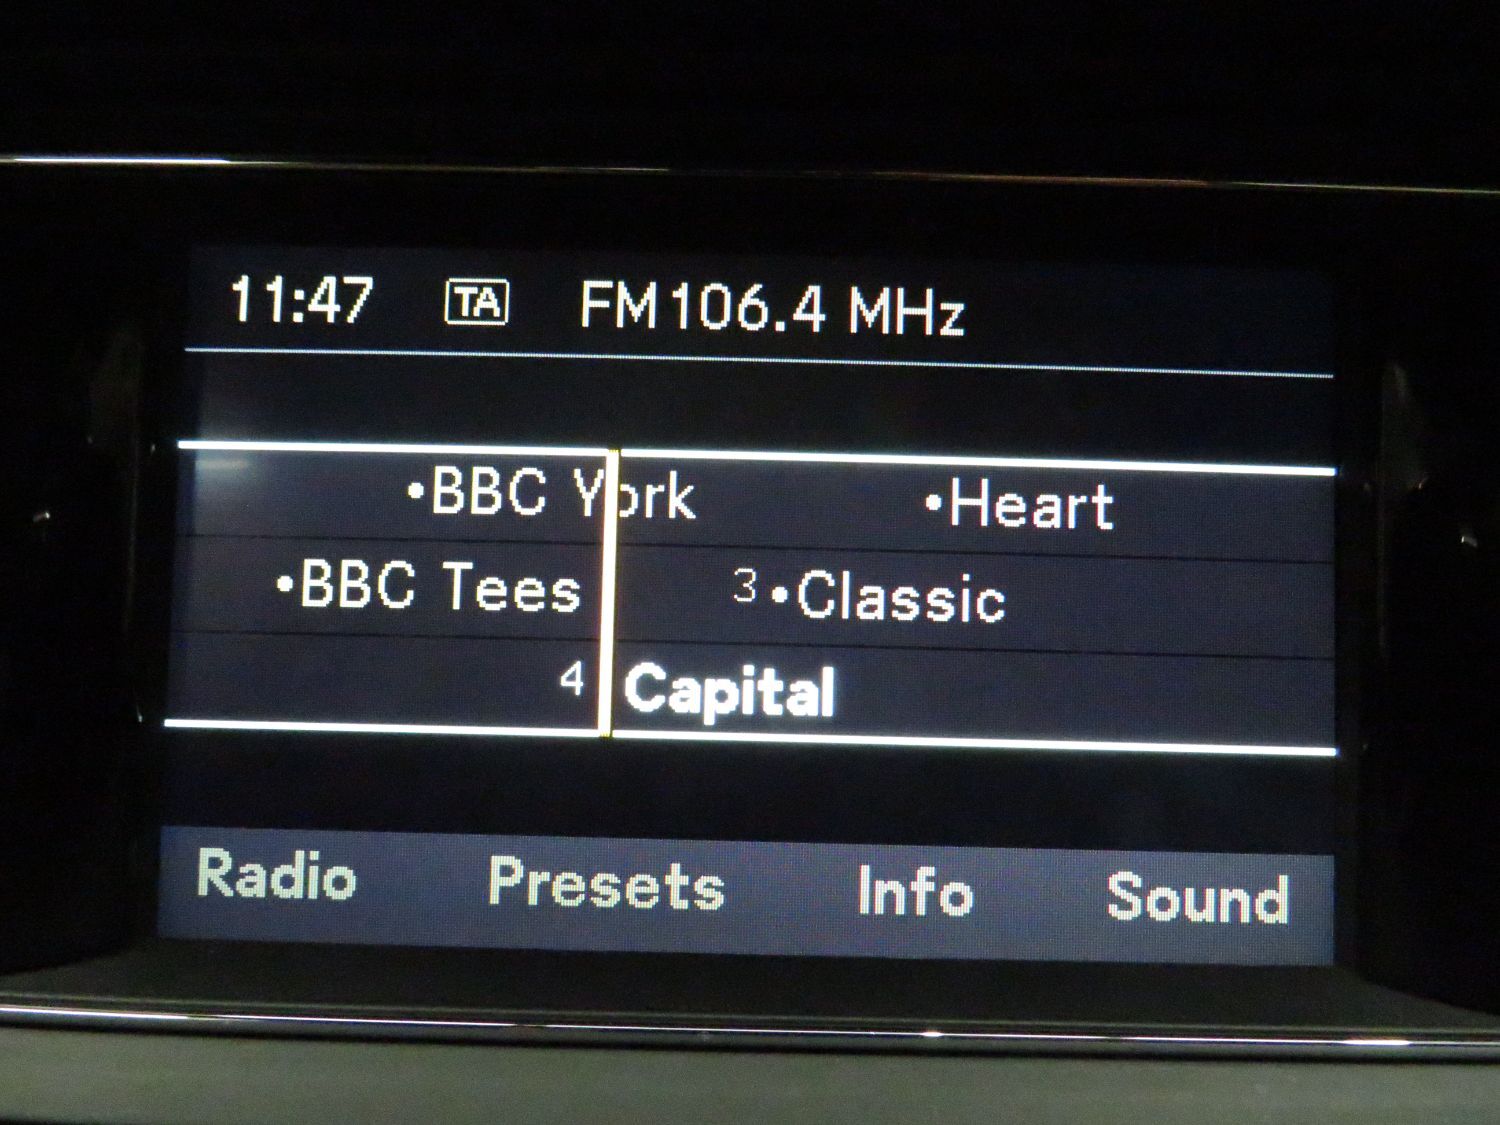 11:47 TA FM 106.4 MHz
•BBC York •Heart
•BBC Tees 3 •Classic
4 Capital
Radio Presets Info Sound